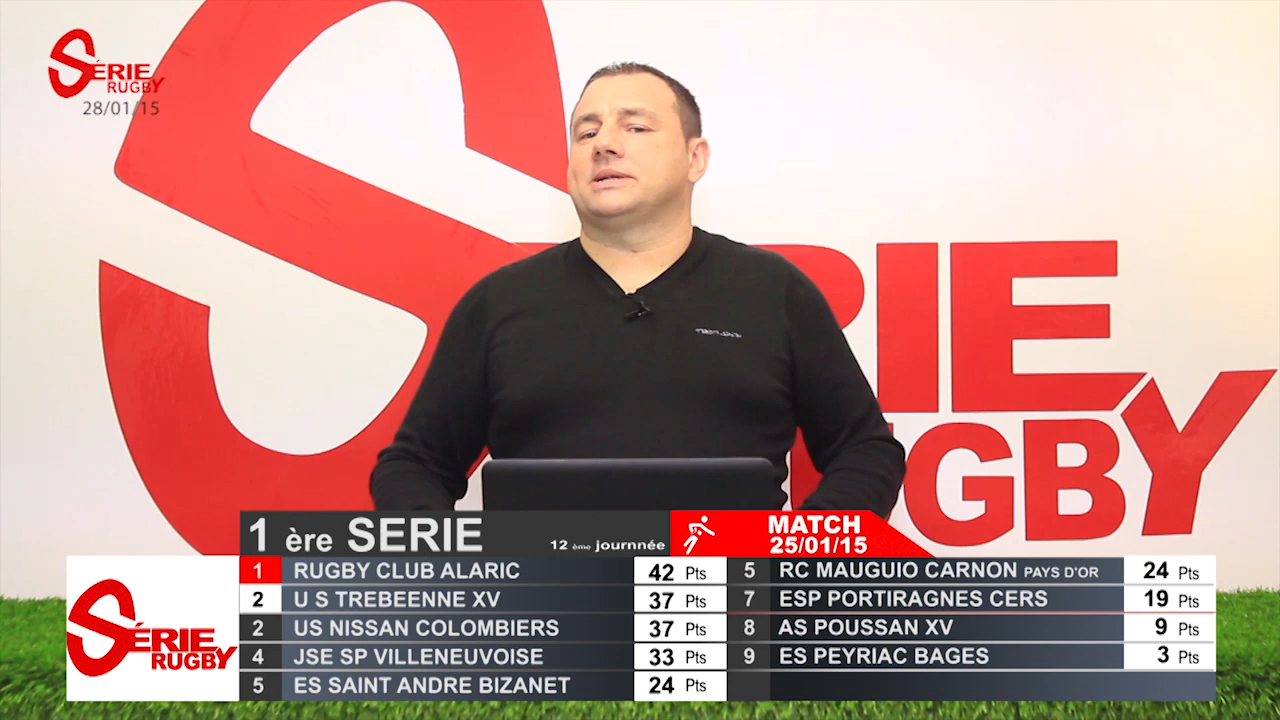 SÉRIE
RUGBY
28/01/15
SÉRIE
RUGBY
1 ère SERIE
12 ème journnée
MATCH
25/01/15
SÉRIE
RUGBY
1 RUGBY CLUB ALARIC 42 Pts
2 U S TREBEENNE XV 37 Pts
2 US NISSAN COLOMBIERS 37 Pts
4 JSE SP VILLENEUVOISE 33 Pts
5 ES SAINT ANDRE BIZANET 24 Pts
5 RC MAUGUIO CARNON PAYS D'OR 24 Pts
7 ESP PORTIRAGNES CERS 19 Pts
8 AS POUSSAN XV 9 Pts
9 ES PEYRIAC BAGES 3 Pts